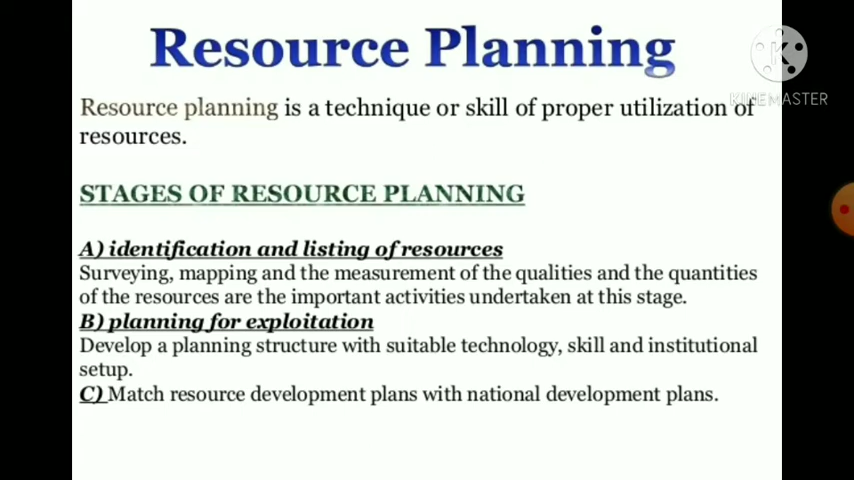 Resource Planning
KINEMASTER
Resource planning is a technique or skill of proper utilization of
resources.
STAGES OF RESOURCE PLANNING
A) identification and listing of resources
Surveying, mapping and the measurement of the qualities and the quantities
of the resources are the important activities undertaken at this stage.
B) planning for exploitation
Develop a planning structure with suitable technology, skill and institutional
setup.
C) Match resource development plans with national development plans.